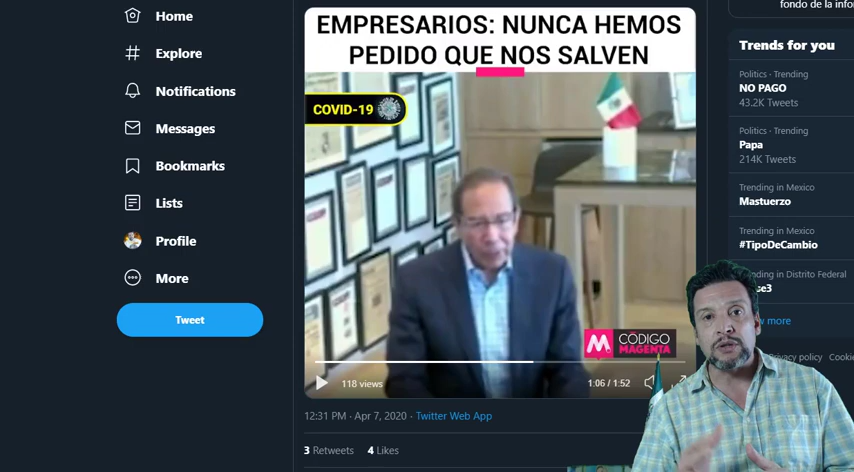 Home
Explore
Notifications
Messages
Bookmarks
Lists
Profile
More
Tweet
EMPRESARIOS: NUNCA HEMOS
PEDIDO QUE NOS SALVEN
COVID-19
M CÓDIGO
MAGENTA
118 views
1:06 / 1:52
12:31 PM · Apr 7, 2020 · Twitter Web App
3 Retweets 4 Likes
fondo de la infor
Trends for you
Politics · Trending
NO PAGO
43.2K Tweets
Politics · Trending
Papa
214K Tweets
Trending in Mexico
Mastuerzo
Trending in Mexico
#TipoDeCambio
nding in Distrito Federal
more
Privacy policy Cookie